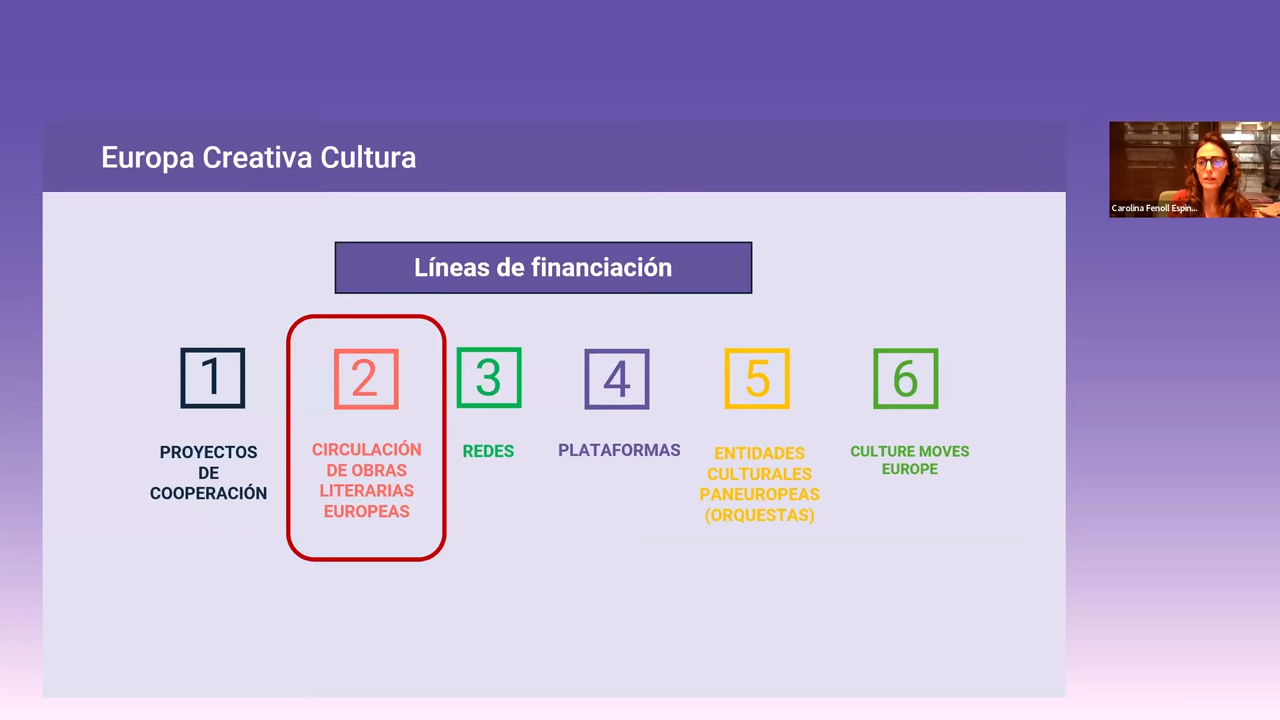 Europa Creativa Cultura
Carolina Fenoll Espin...
Líneas de financiación
1
2
3
4
5
6
PROYECTOS
DE
COOPERACIÓN
CIRCULACIÓN
DE OBRAS
LITERARIAS
EUROPEAS
REDES
PLATAFORMAS
ENTIDADES
CULTURALES
PANEUROPEAS
(ORQUESTAS)
CULTURE MOVES
EUROPE